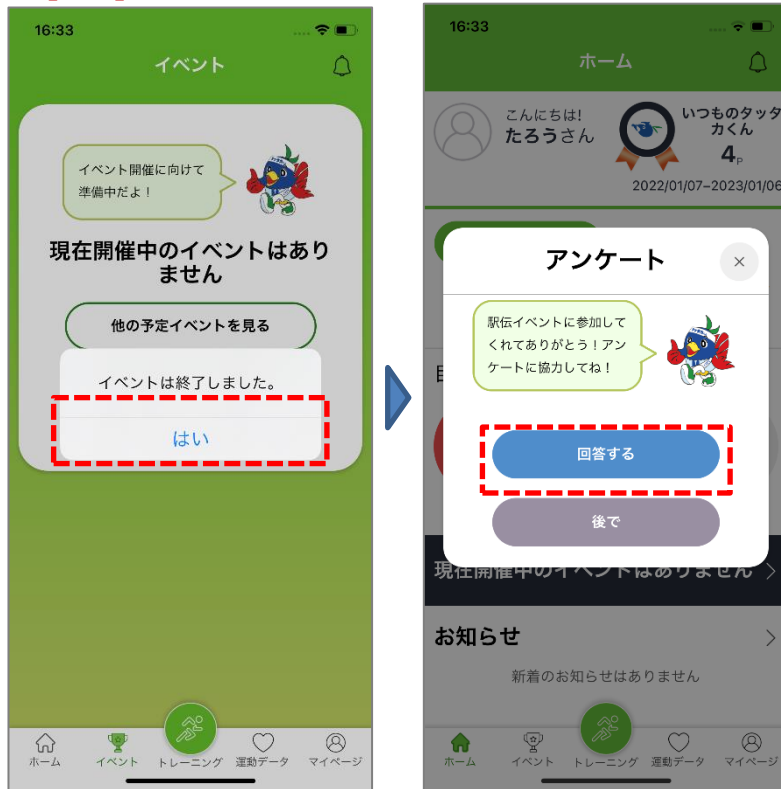 16:33
イベント
イベント開催に向けて
準備中だよ！
現在開催中のイベントはあり
ません
他の予定イベントを見る
イベントは終了しました。
はい
ホーム
イベント
トレーニング
運動データ
マイページ
16:33
ホーム
こんにちは!
たろうさん
いつものタッタ
カくん
4P
2022/01/07–2023/01/06
アンケート
×
駅伝イベントに参加して
くれてありがとう！アン
ケートに協力してね！
回答する
後で
現在開催中のイベントはありません
お知らせ
新着のお知らせはありません
ホーム
イベント
トレーニング
運動データ
マイページ